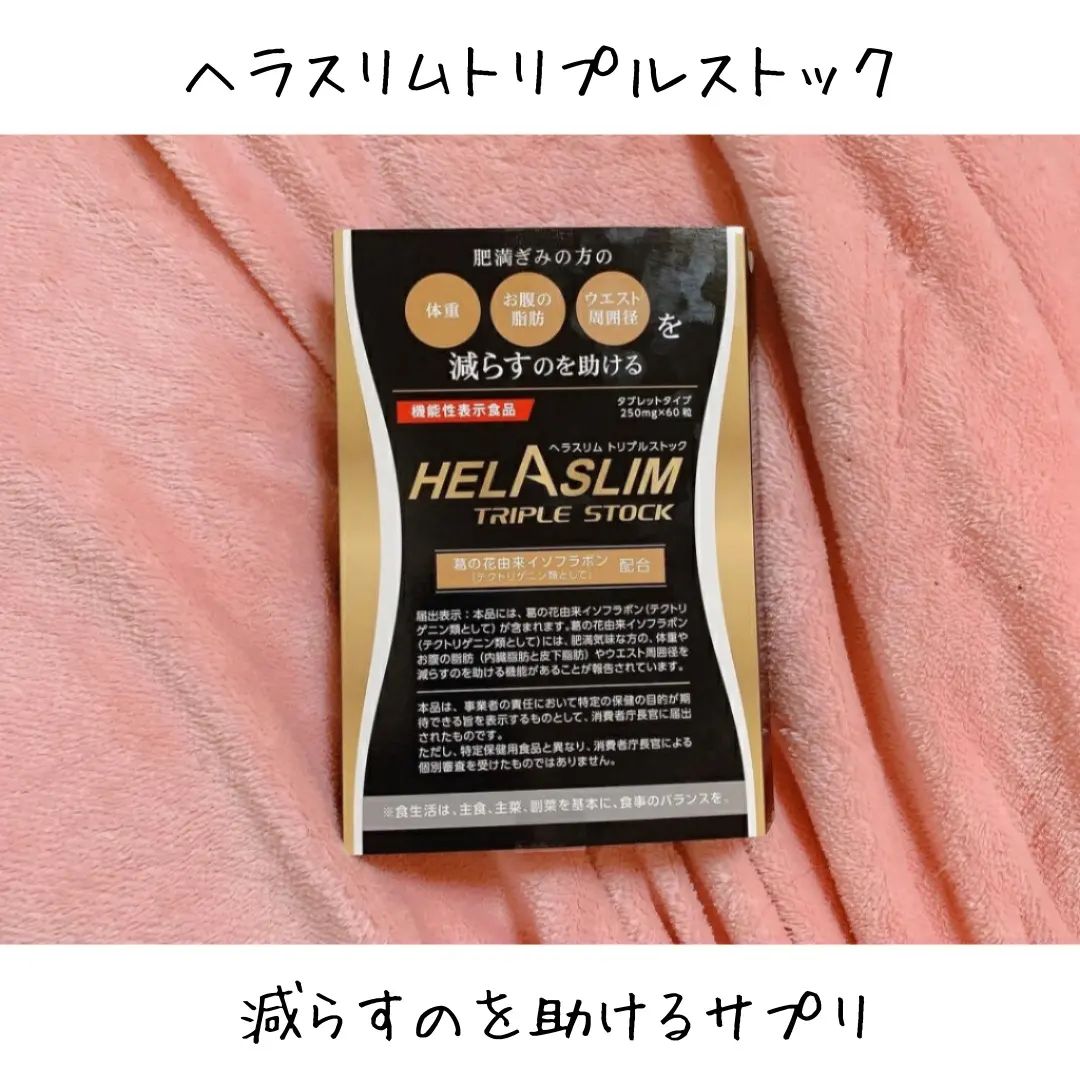 ヘラスリムトリプルストック
肥満ぎみの方の
体重
お腹の
脂肪
ウエスト
周囲径
を
減らすのを助ける
機能性表示食品
タブレットタイプ
250mg×60粒
ヘラスリム トリプルストック
HELASLIM
TRIPLE STOCK
葛の花由来イソフラボン
(テクトリゲニン類として)
配合
届出表示：本品には、葛の花由来イソフラボン(テクトリ
ゲニン類として)が含まれます。葛の花由来イソフラボン
(テクトリゲニン類として)には、肥満気味な方の、体重や
お腹の脂肪（内臓脂肪と皮下脂肪）やウエスト周囲径を
減らすのを助ける機能があることが報告されています。
本品は、事業者の責任において特定の保健の目的が期
待できる旨を表示するものとして、消費者庁長官に届出
されたものです。
ただし、特定保健用食品と異なり、消費者庁長官による
個別審査を受けたものではありません。
※食生活は、主食、主菜、副菜を基本に、食事のバランスを。
減らすのを助けるサプリ